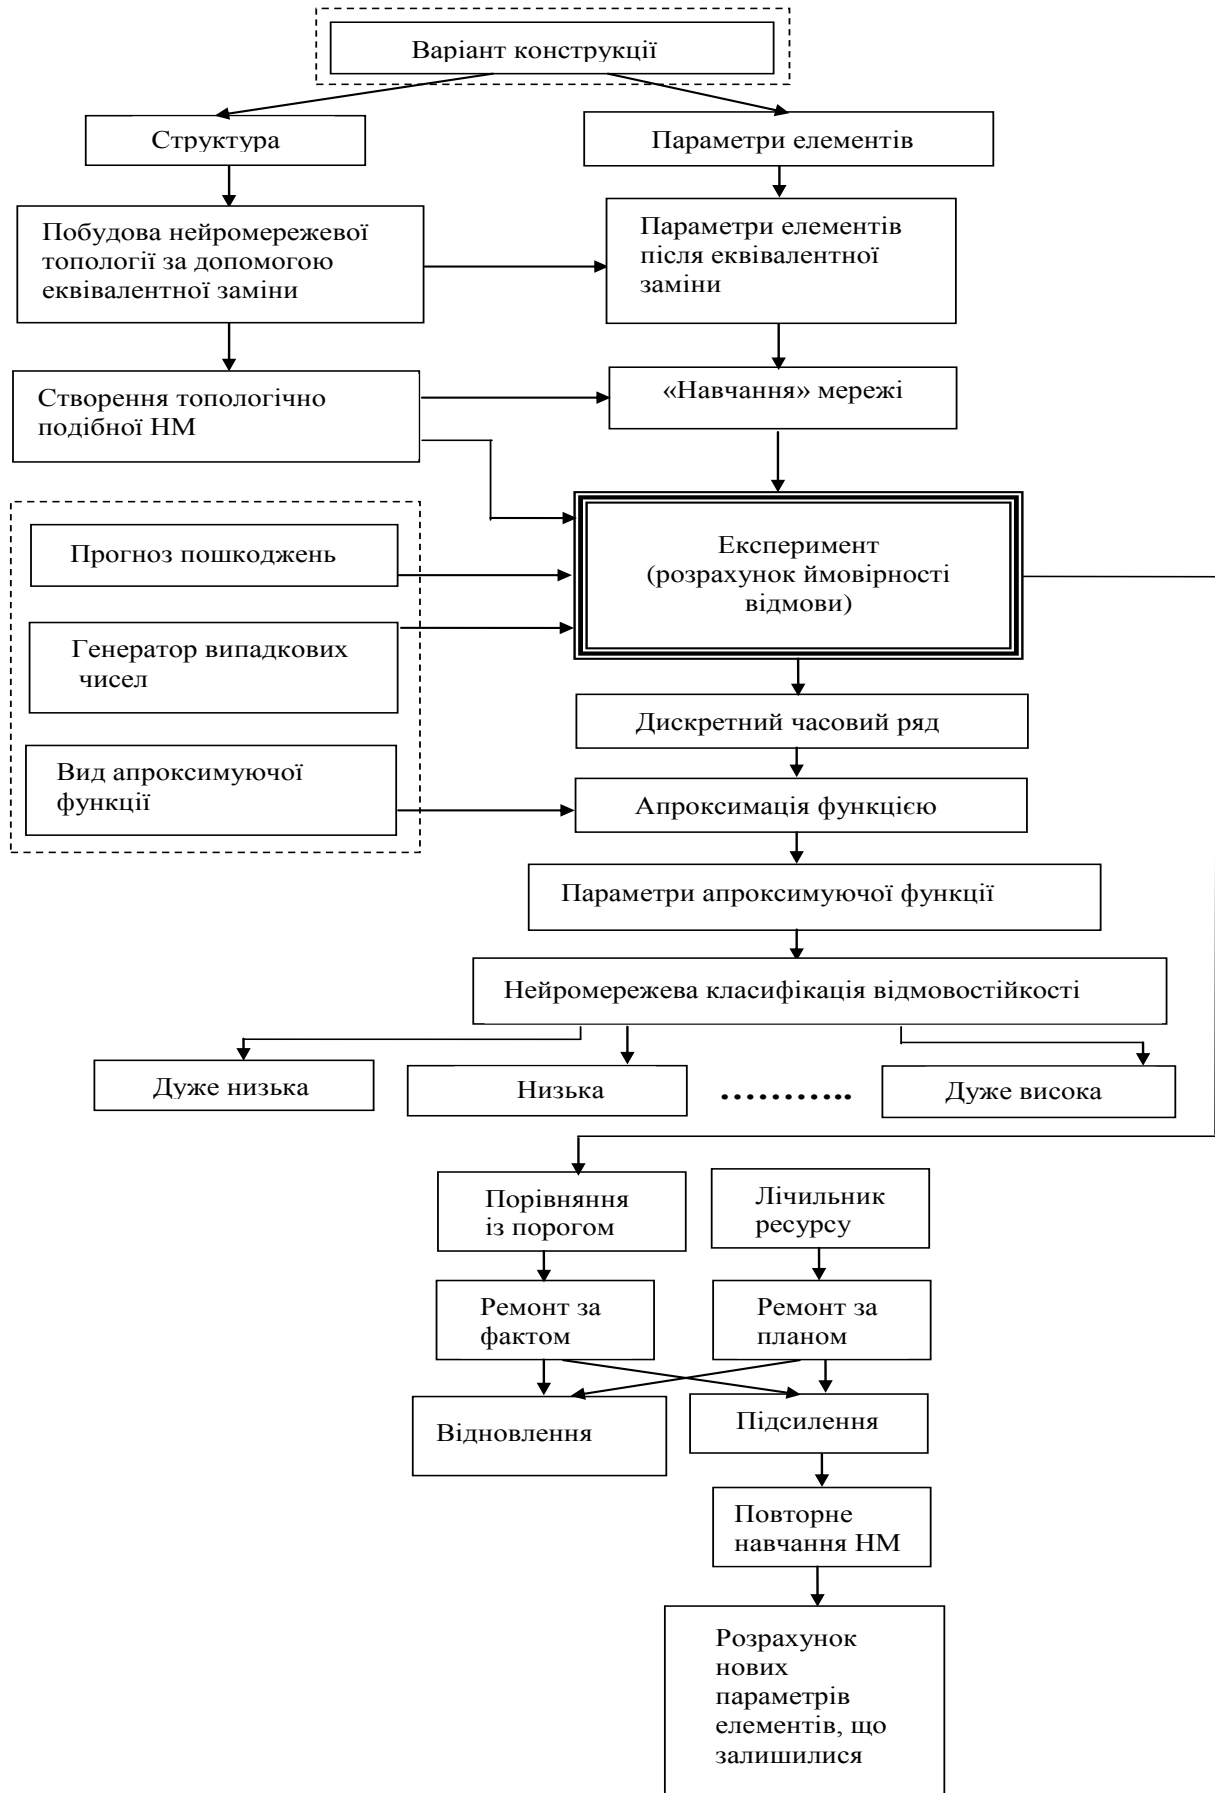 Варіант конструкції
Структура
Параметри елементів
Побудова нейромережевої
топології за допомогою
еквівалентної заміни
Параметри елементів
після еквівалентної
заміни
Створення топологічно
подібної НМ
«Навчання» мережі
Прогноз пошкоджень
Експеримент
(розрахунок ймовірності
відмови)
Генератор випадкових
чисел
Дискретний часовий ряд
Вид апроксимуючої
функції
Апроксимація функцією
Параметри апроксимуючої функції
Нейромережева класифікація відмовостійкості
Дуже низька
Низька
...........
Дуже висока
Порівняння
із порогом
Лічильник
ресурсу
Ремонт за
фактом
Ремонт за
планом
Відновлення
Підсилення
Повторне
навчання НМ
Розрахунок
нових
параметрів
елементів, що
залишилися